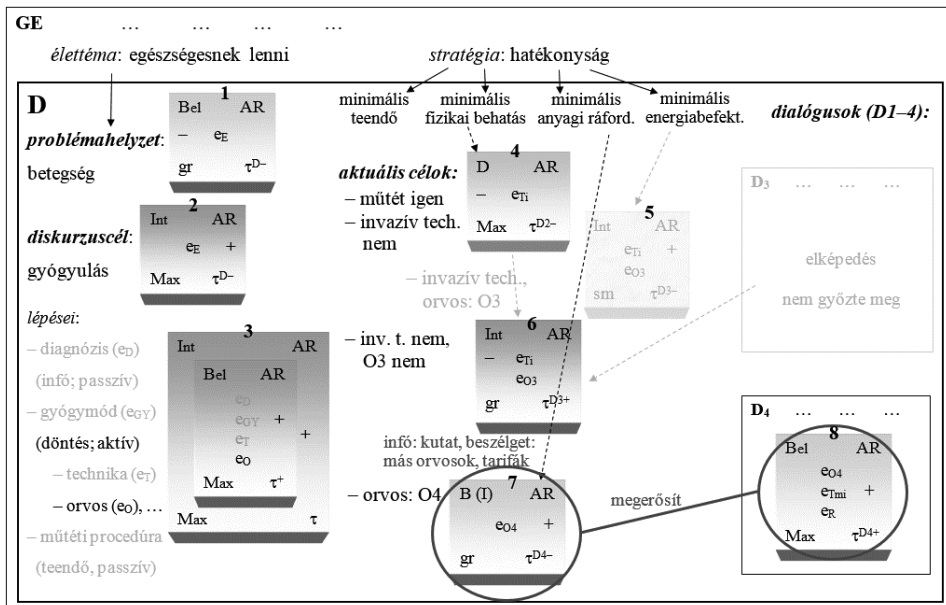 GE … … … …
élettéma: egészségesnek lenni
stratégia: hatékonyság
D
minimális teendő
minimális fizikai behatás
minimális anyagi ráford.
minimális energiabefekt.
dialógusok (D1–4):
problémahelyzet:
betegség
1
Bel AR
– eE
gr τD–
diskurzuscél:
gyógyulás
2
Int AR
eE +
Max τD–
lépései:
– diagnózis (eD)
(infó; passzív)
– gyógymód (eGY)
(döntés; aktív)
– technika (eT)
– orvos (eO), …
– műtéti procedúra
(teendő, passzív)
3
Int AR
Bel AR
eD
eGY +
eT +
eO
Max τ+
Max τ
aktuális célok:
– műtét igen
– invazív tech.
nem
4
D AR
– eTi
Max τD2–
– invazív tech.,
orvos: O3
5
Int AR
eTi +
eO3
sm τD3–
– inv. t. nem,
O3 nem
6
Int AR
– eTi
eO3
gr τD3+
infó: kutat, beszélget:
más orvosok, tarifák
– orvos: O4
7
B (I) AR
eO4 +
gr τD4–
megerősít
D3 … … …
elképedés
nem győzte meg
D4 … … …
8
Bel AR
eO4
eTmi +
eR
Max τD4+